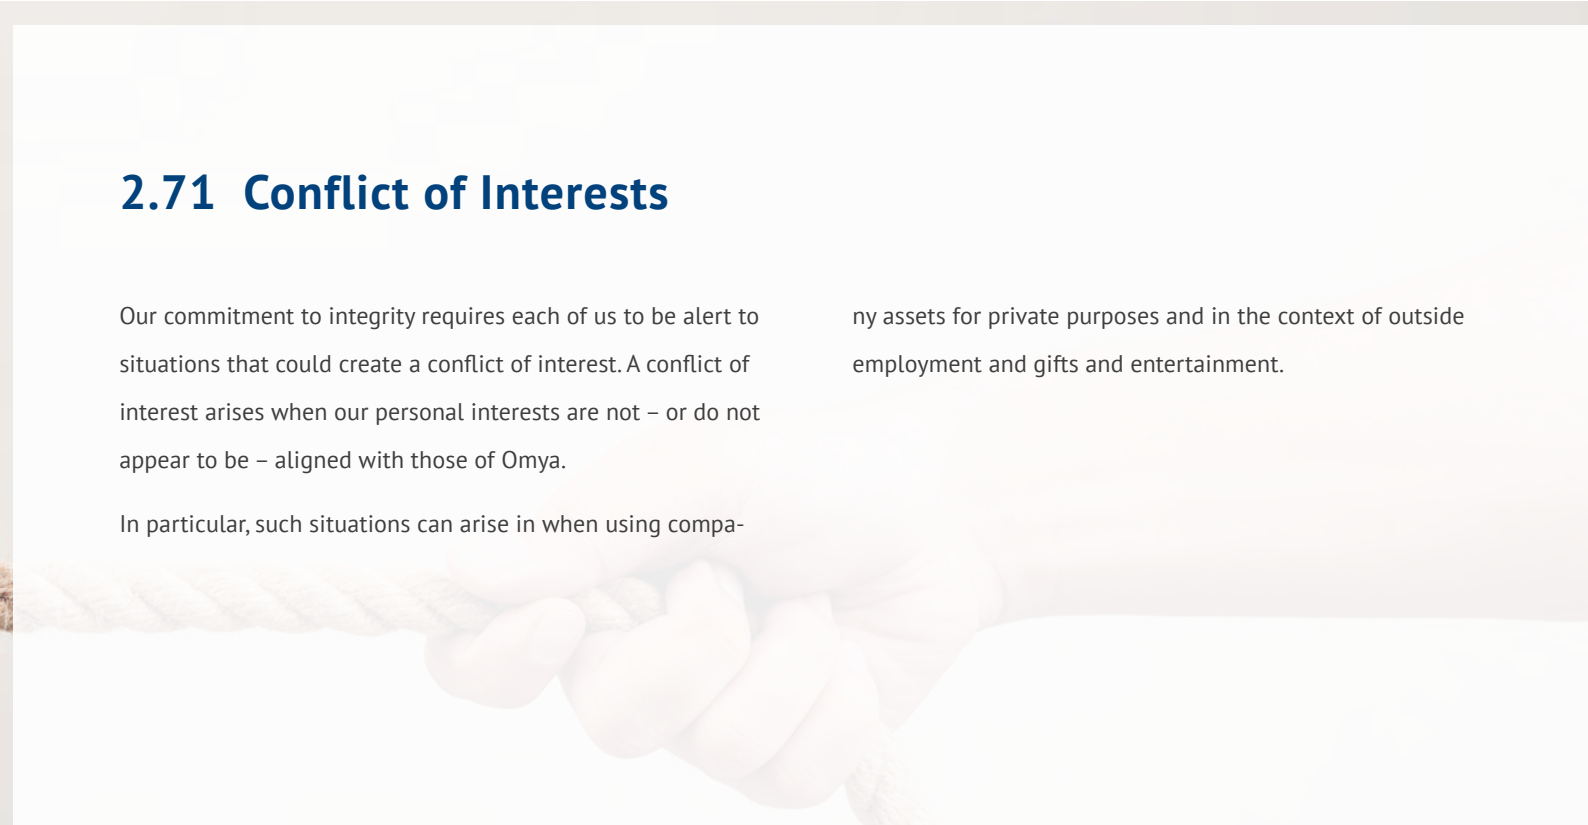 2.71 Conflict of Interests
Our commitment to integrity requires each of us to be alert to
situations that could create a conflict of interest. A conflict of
interest arises when our personal interests are not – or do not
appear to be – aligned with those of Omya.
In particular, such situations can arise in when using compa-
ny assets for private purposes and in the context of outside
employment and gifts and entertainment.